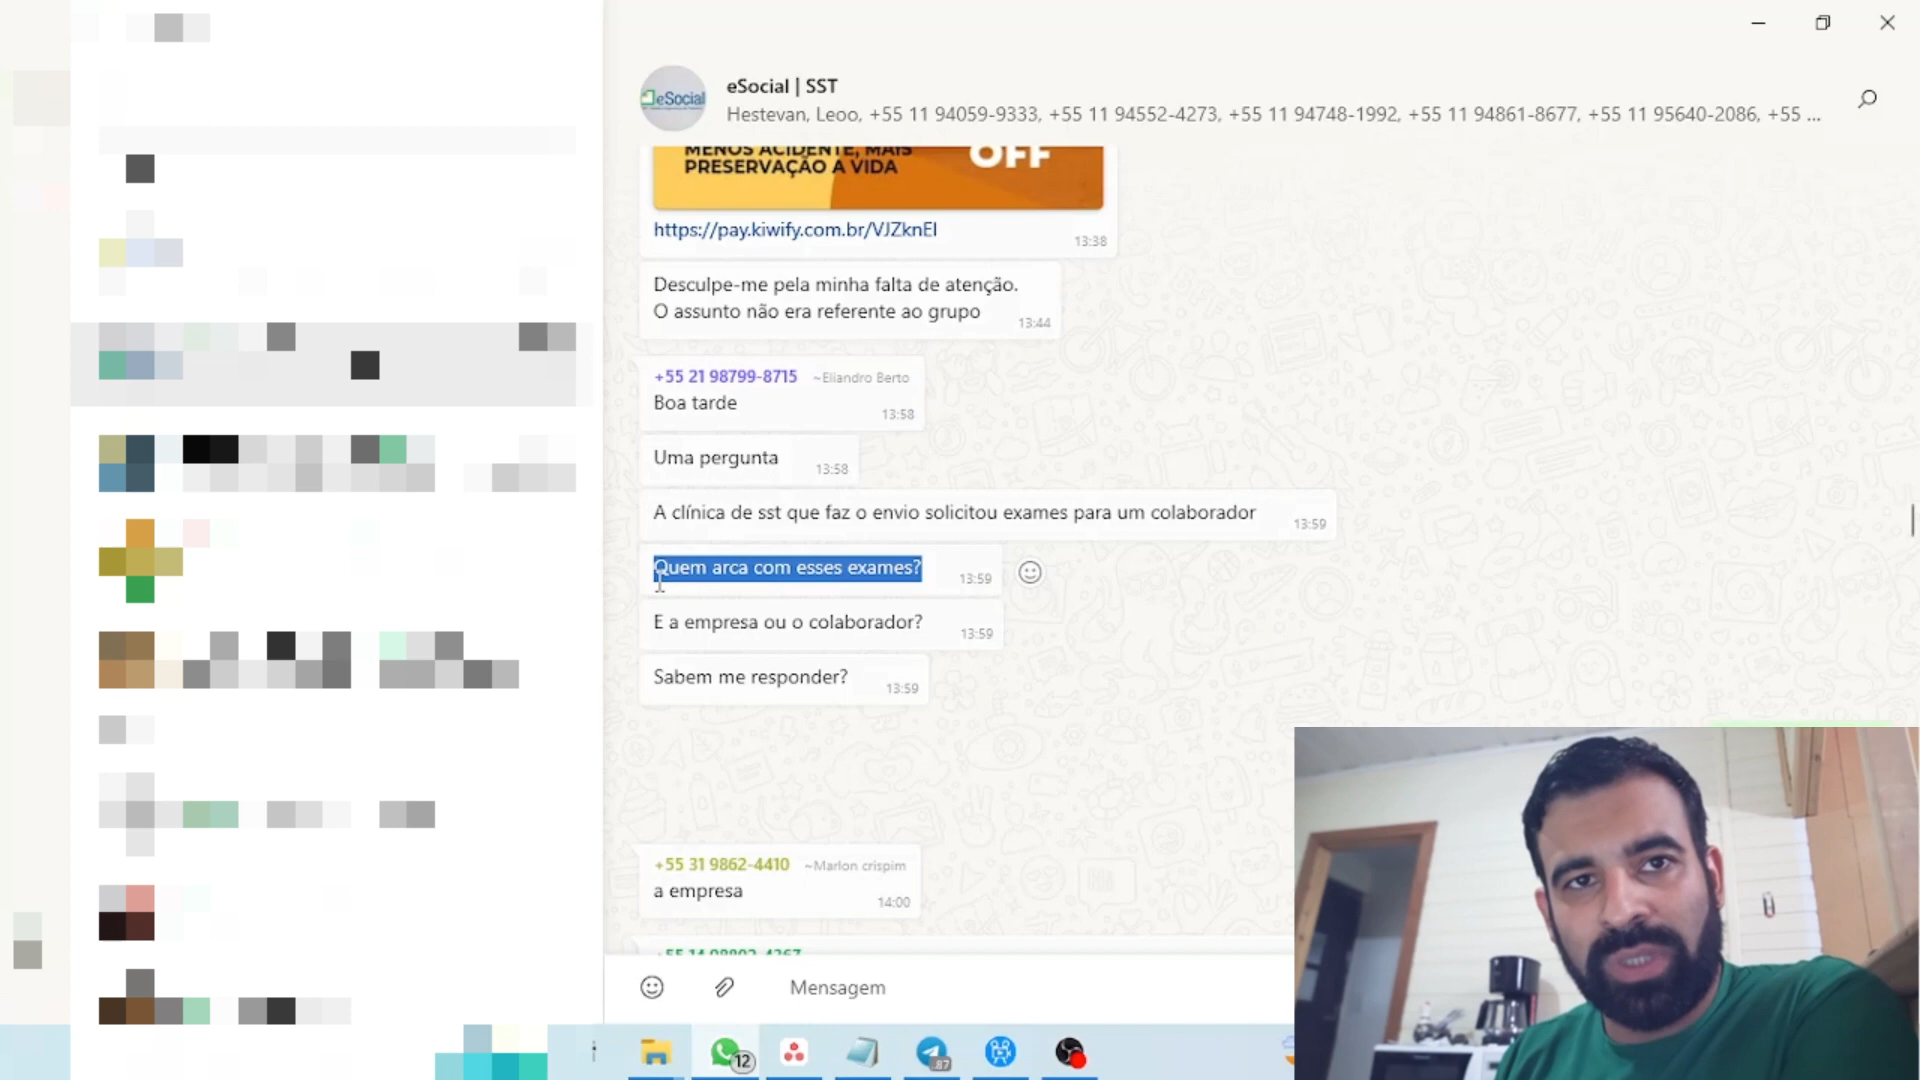 eSocial | SST
eSocial
Hestevan, Leoo, +55 11 94059-9333, +55 11 94552-4273, +55 11 94748-1992, +55 11 94861-8677, +55 11 95640-2086, +55 ...
MENOS ACIDENTE, MAIS
PRESERVAÇÃO A VIDA
OFF
https://pay.kiwify.com.br/VJZknEl
13:38
Desculpe-me pela minha falta de atenção.
O assunto não era referente ao grupo
13:44
+55 21 98799-8715 ~Eliandro Berto
Boa tarde
13:58
Uma pergunta
13:58
A clínica de sst que faz o envio solicitou exames para um colaborador
13:59
Quem arca com esses exames?
13:59
E a empresa ou o colaborador?
13:59
Sabem me responder?
13:59
+55 31 9862-4410 ~Marlon crispim
a empresa
14:00
Mensagem
12
87